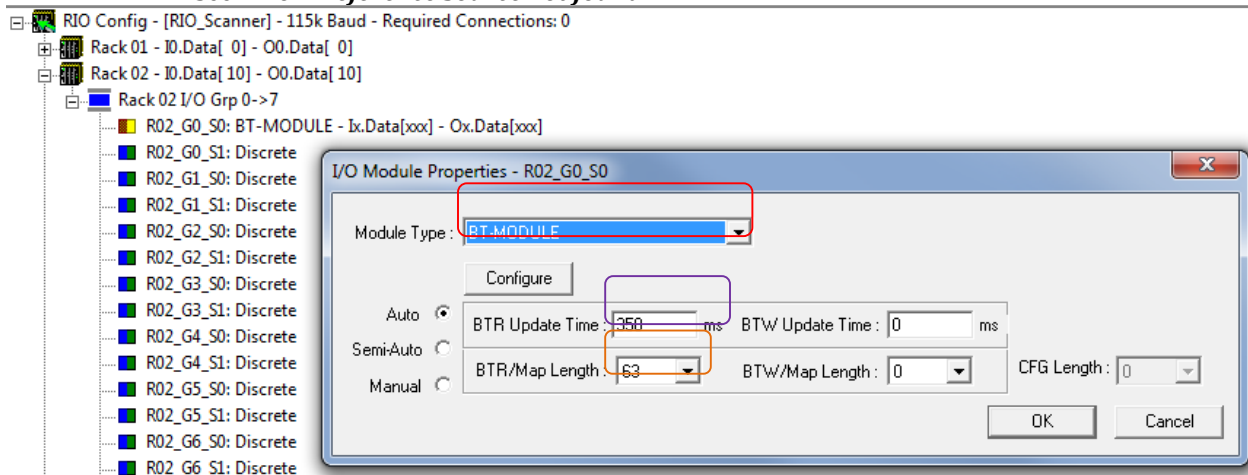 RIO Config - [RIO_Scanner] - 115k Baud - Required Connections: 0
Rack 01 - I0.Data[ 0] - O0.Data[ 0]
Rack 02 - I0.Data[ 10] - O0.Data[ 10]
Rack 02 I/O Grp 0->7
R02_G0_S0: BT-MODULE - Ix.Data[xxx] - Ox.Data[xxx]
R02_G0_S1: Discrete
R02_G1_S0: Discrete
R02_G1_S1: Discrete
R02_G2_S0: Discrete
R02_G2_S1: Discrete
R02_G3_S0: Discrete
R02_G3_S1: Discrete
R02_G4_S0: Discrete
R02_G4_S1: Discrete
R02_G5_S0: Discrete
R02_G5_S1: Discrete
R02_G6_S0: Discrete
R02_G6_S1: Discrete
I/O Module Properties - R02_G0_S0
Module Type : BT-MODULE
Configure
Auto
Semi-Auto
Manual
BTR Update Time : 350 ms BTW Update Time : 0 ms
BTR/Map Length : 63 BTW/Map Length : 0 CFG Length : 0
OK Cancel